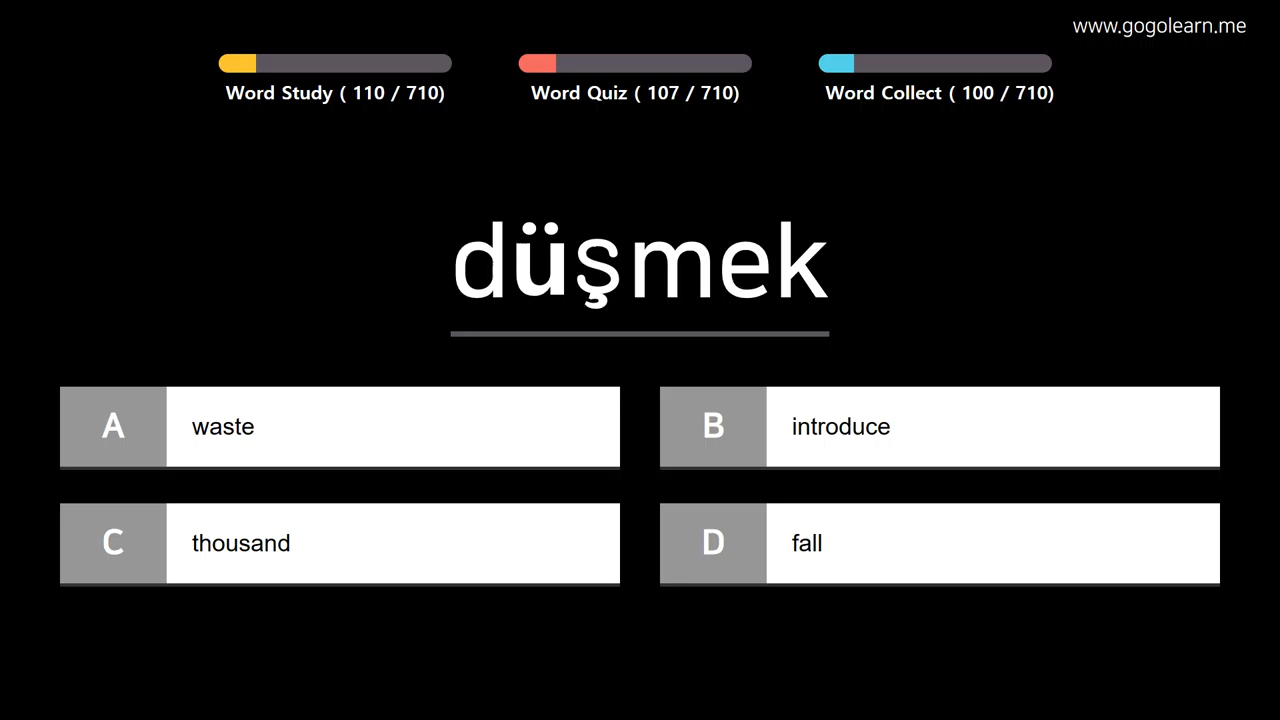 www.gogolearn.me
Word Study ( 110 / 710)
Word Quiz ( 107 / 710)
Word Collect ( 100 / 710)
düşmek
A waste
B introduce
C thousand
D fall